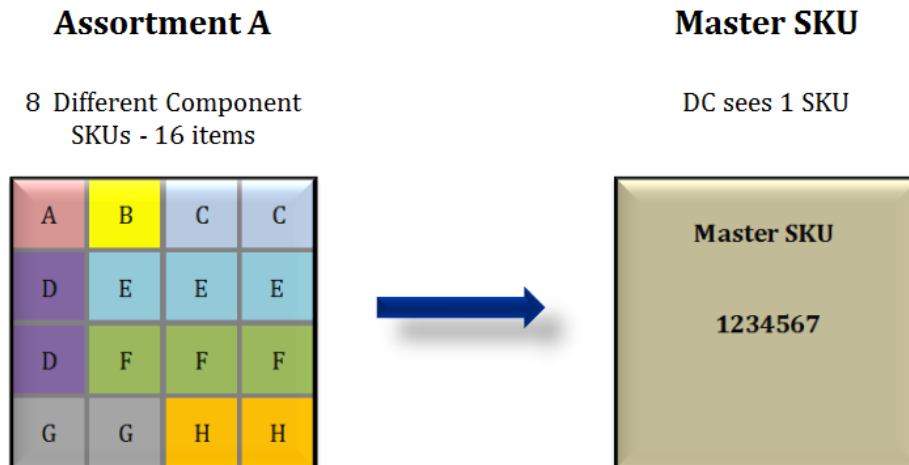 Assortment A
8 Different Component
SKUs - 16 items
A B C C
D E E E
D F F F
G G H H
Master SKU
DC sees 1 SKU
Master SKU
1234567